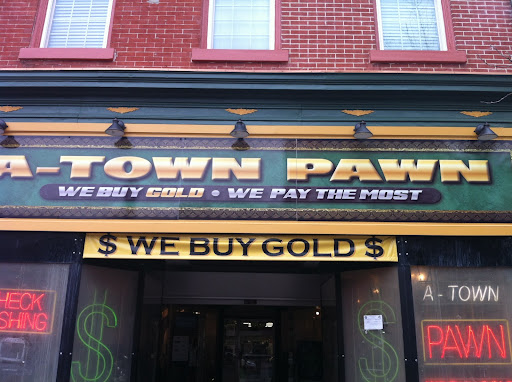 A-TOWN PAWN
WE BUY GOLD • WE PAY THE MOST
$ WE BUY GOLD $
HECK
SHING
$
$
A - TOWN
PAWN